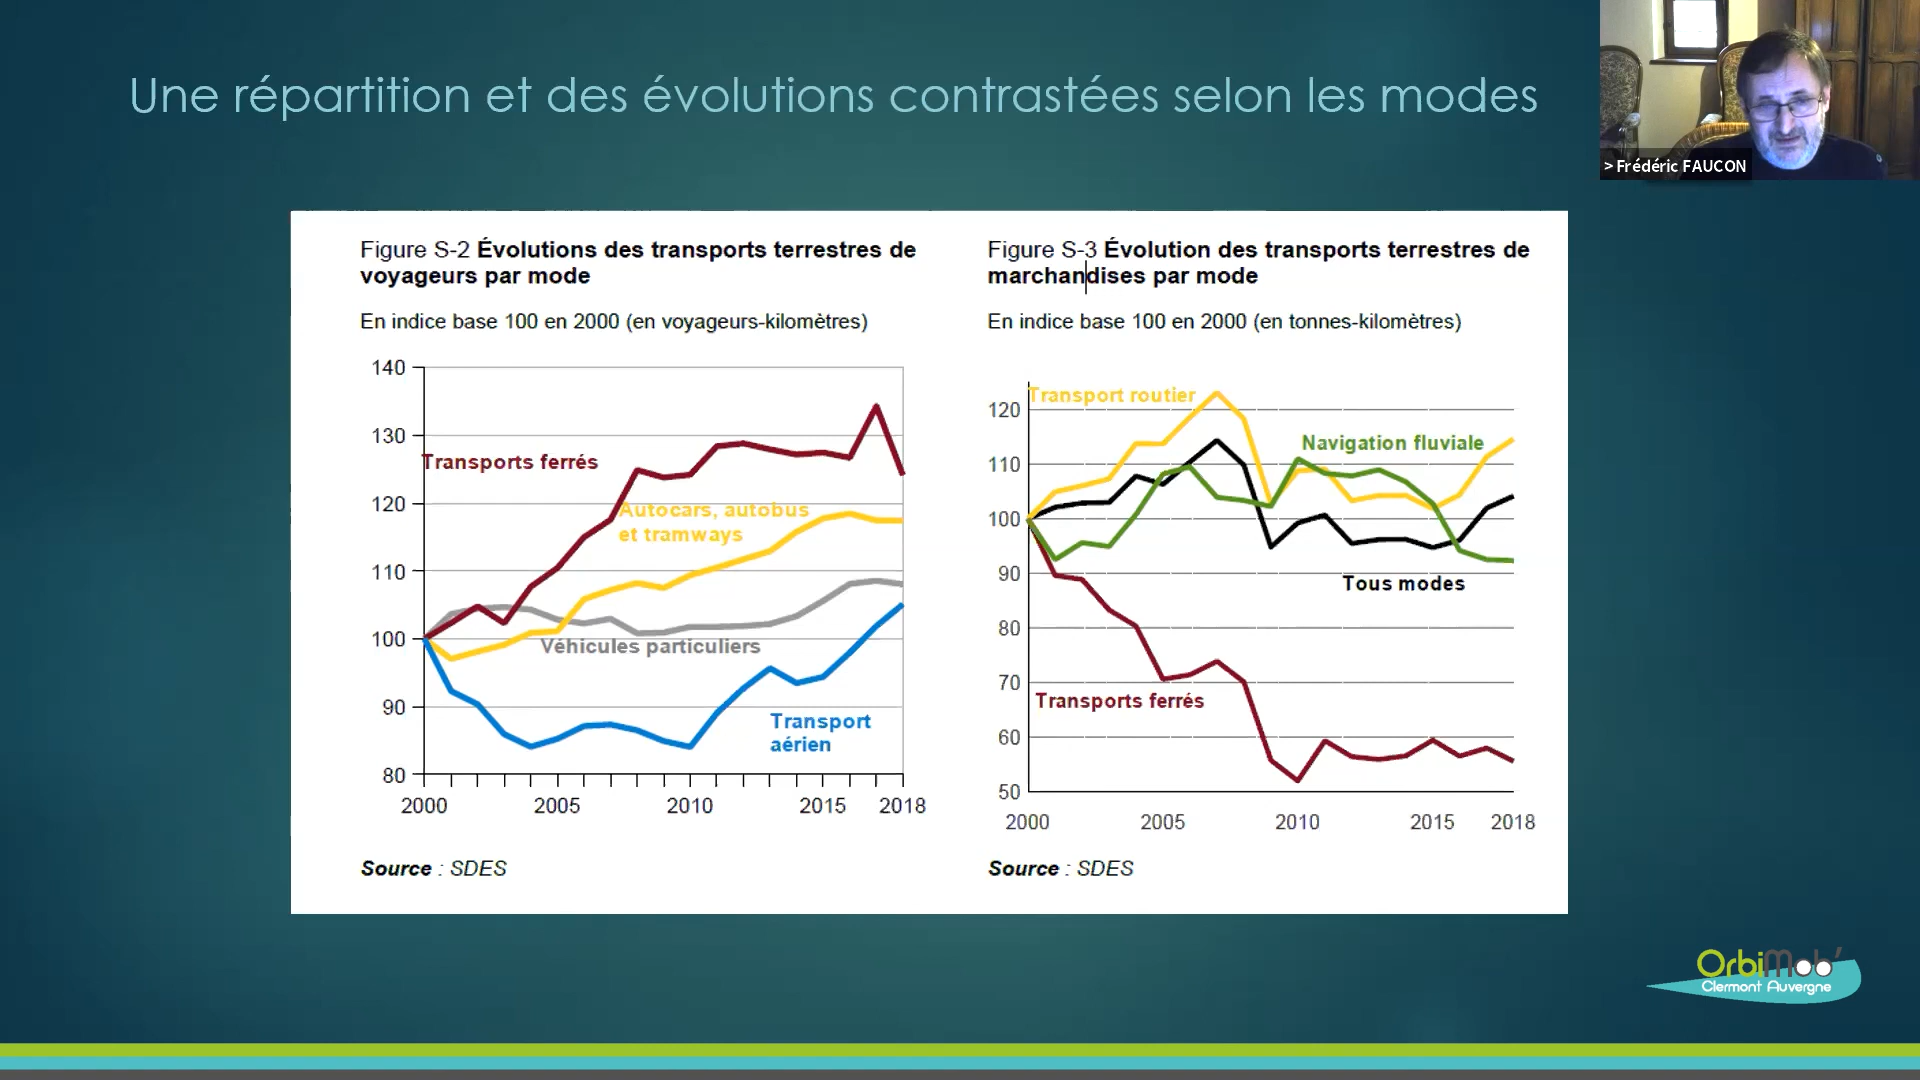 Une répartition et des évolutions contrastées selon les modes
> Frédéric FAUCON
Figure S-2 Évolutions des transports terrestres de
voyageurs par mode
En indice base 100 en 2000 (en voyageurs-kilomètres)
140
130
120
110
100
90
80
Transports ferrés
Autocars, autobus
et tramways
Véhicules particuliers
Transport
aérien
2000 2005 2010 2015 2018
Source : SDES
Figure S-3 Évolution des transports terrestres de
marchandises par mode
En indice base 100 en 2000 (en tonnes-kilomètres)
120
110
100
90
80
70
60
50
Transport routier
Navigation fluviale
Tous modes
Transports ferrés
2000 2005 2010 2015 2018
Source : SDES
OrbiMob'
Clermont Auvergne